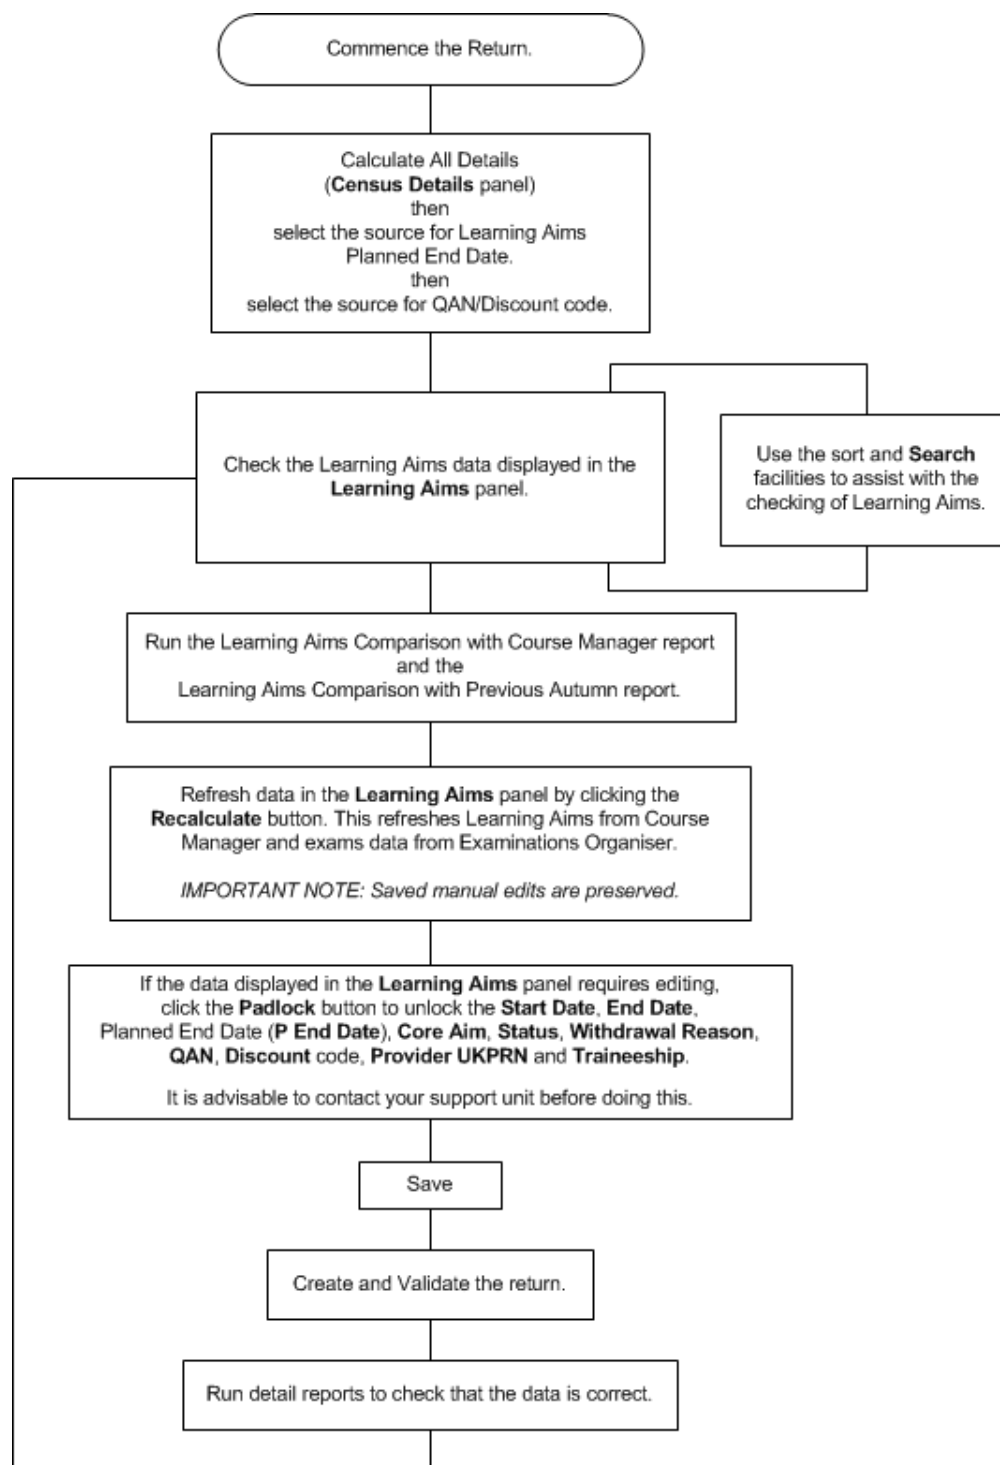 Commence the Return.
Calculate All Details
(Census Details panel)
then
select the source for Learning Aims
Planned End Date.
then
select the source for QAN/Discount code.
Check the Learning Aims data displayed in the
Learning Aims panel.
Use the sort and Search
facilities to assist with the
checking of Learning Aims.
Run the Learning Aims Comparison with Course Manager report
and the
Learning Aims Comparison with Previous Autumn report.
Refresh data in the Learning Aims panel by clicking the
Recalculate button. This refreshes Learning Aims from Course
Manager and exams data from Examinations Organiser.
IMPORTANT NOTE: Saved manual edits are preserved.
If the data displayed in the Learning Aims panel requires editing,
click the Padlock button to unlock the Start Date, End Date,
Planned End Date (P End Date), Core Aim, Status, Withdrawal Reason,
QAN, Discount code, Provider UKPRN and Traineeship.
It is advisable to contact your support unit before doing this.
Save
Create and Validate the return.
Run detail reports to check that the data is correct.